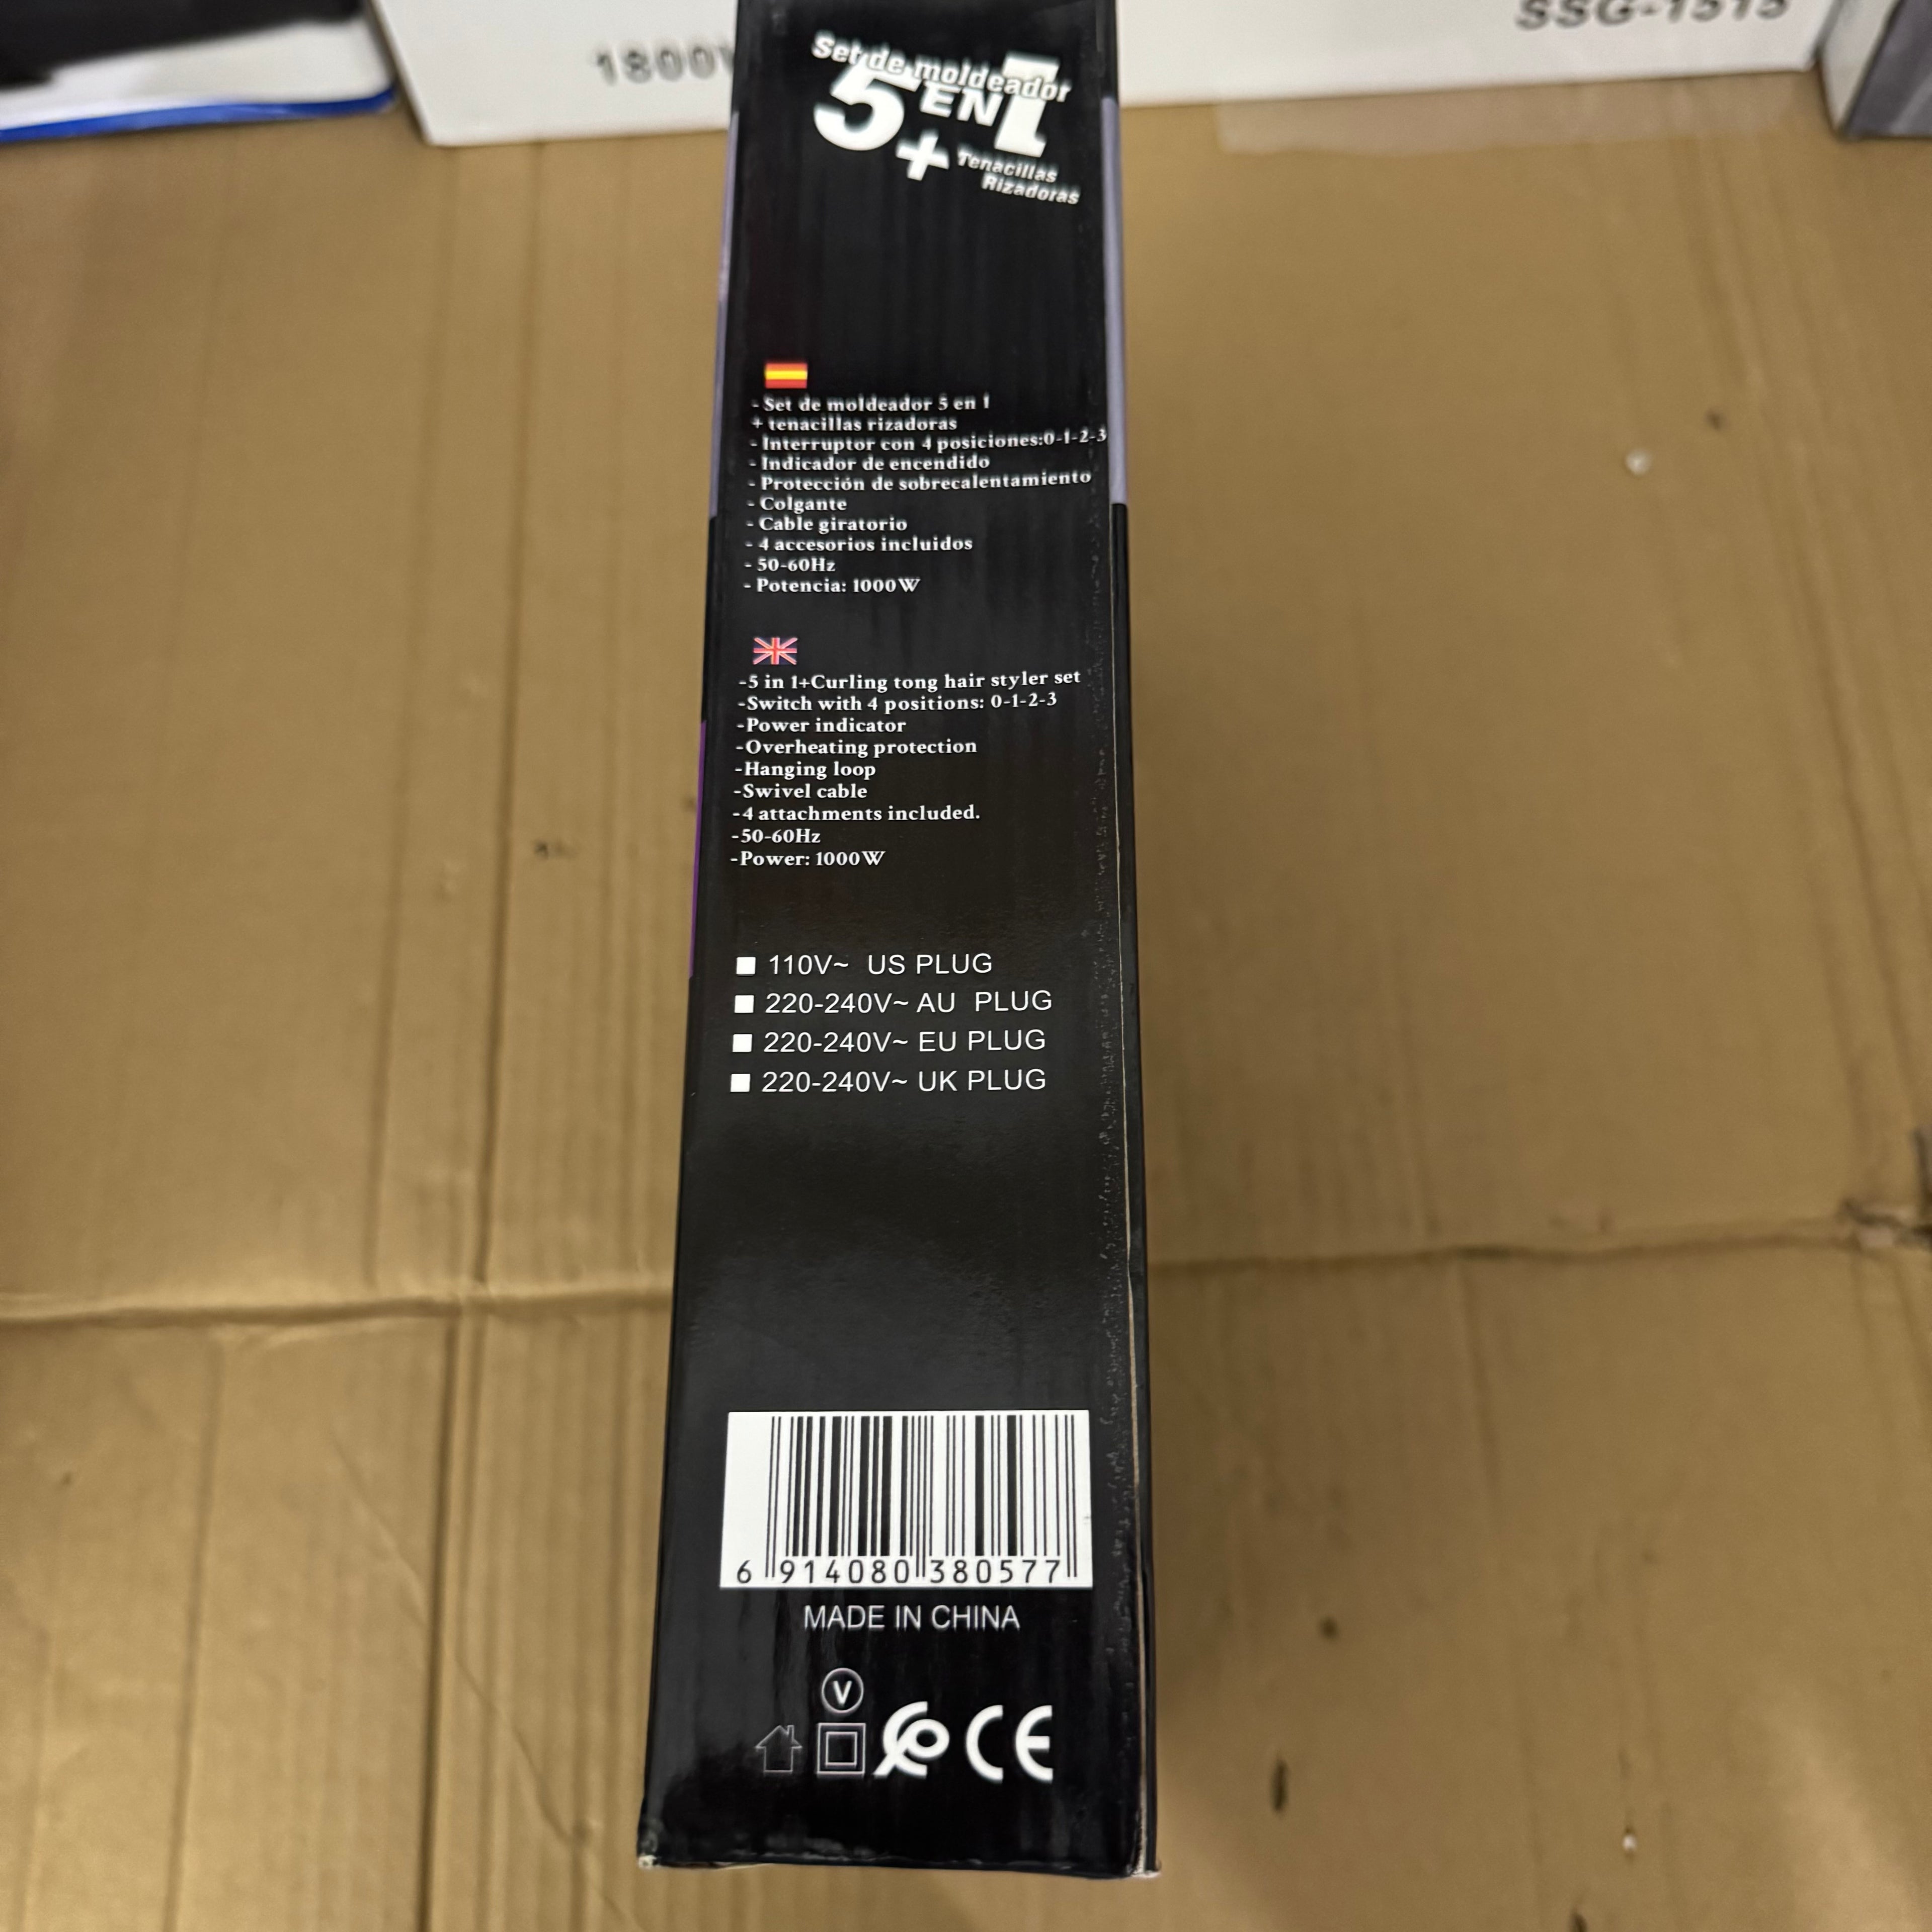 1800
SSG-1515
Set de moldeador
5 EN 1
+ Tenacillas
Rizadoras
- Set de moldeador 5 en 1
+ tenacillas rizadoras
- Interruptor con 4 posiciones:0-1-2-3
- Indicador de encendido
- Protección de sobrecalentamiento
- Colgante
- Cable giratorio
- 4 accesorios incluidos
- 50-60Hz
- Potencia: 1000W
-5 in 1+Curling tong hair styler set
-Switch with 4 positions: 0-1-2-3
-Power indicator
-Overheating protection
-Hanging loop
-Swivel cable
-4 attachments included.
-50-60Hz
-Power: 1000W
110V~ US PLUG
220-240V~ AU PLUG
220-240V~ EU PLUG
220-240V~ UK PLUG
6 914080 380577
MADE IN CHINA
V
CE